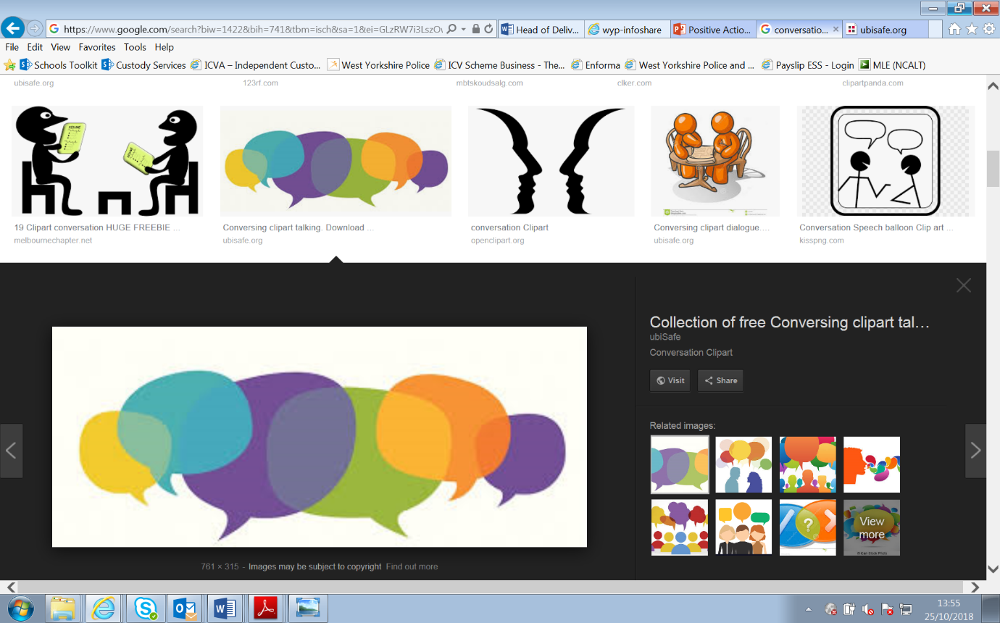 https://www.google.com/search?biw=1422&bih=741&tbm=isch&sa=1&ei=GLzRW7i3LszO
Head of Deliv...
wyp-infoshare
Positive Actio...
conversatio...
ubisafe.org
File Edit View Favorites Tools Help
Schools Toolkit Custody Services ICVA – Independent Custo... West Yorkshire Police ICV Scheme Business - The... Enforma West Yorkshire Police and ... Payslip ESS - Login MLE (NCALT)
ubisafe.org 123rf.com mbtskoudsalg.com clker.com clipartpanda.com
RESUME
RESUME
19 Clipart conversation HUGE FREEBIE ...
melbournechapter.net
Conversing clipart talking. Download ...
ubisafe.org
conversation Clipart
openclipart.org
Conversing clipart dialogue....
ubisafe.org
Conversation Speech balloon Clip art ...
kisspng.com
Collection of free Conversing clipart tal...
ubiSafe
Conversation Clipart
Visit Share
Related images:
?
View
more
© Can Stock Photo
761 × 315 - Images may be subject to copyright Find out more
13:55
25/10/2018